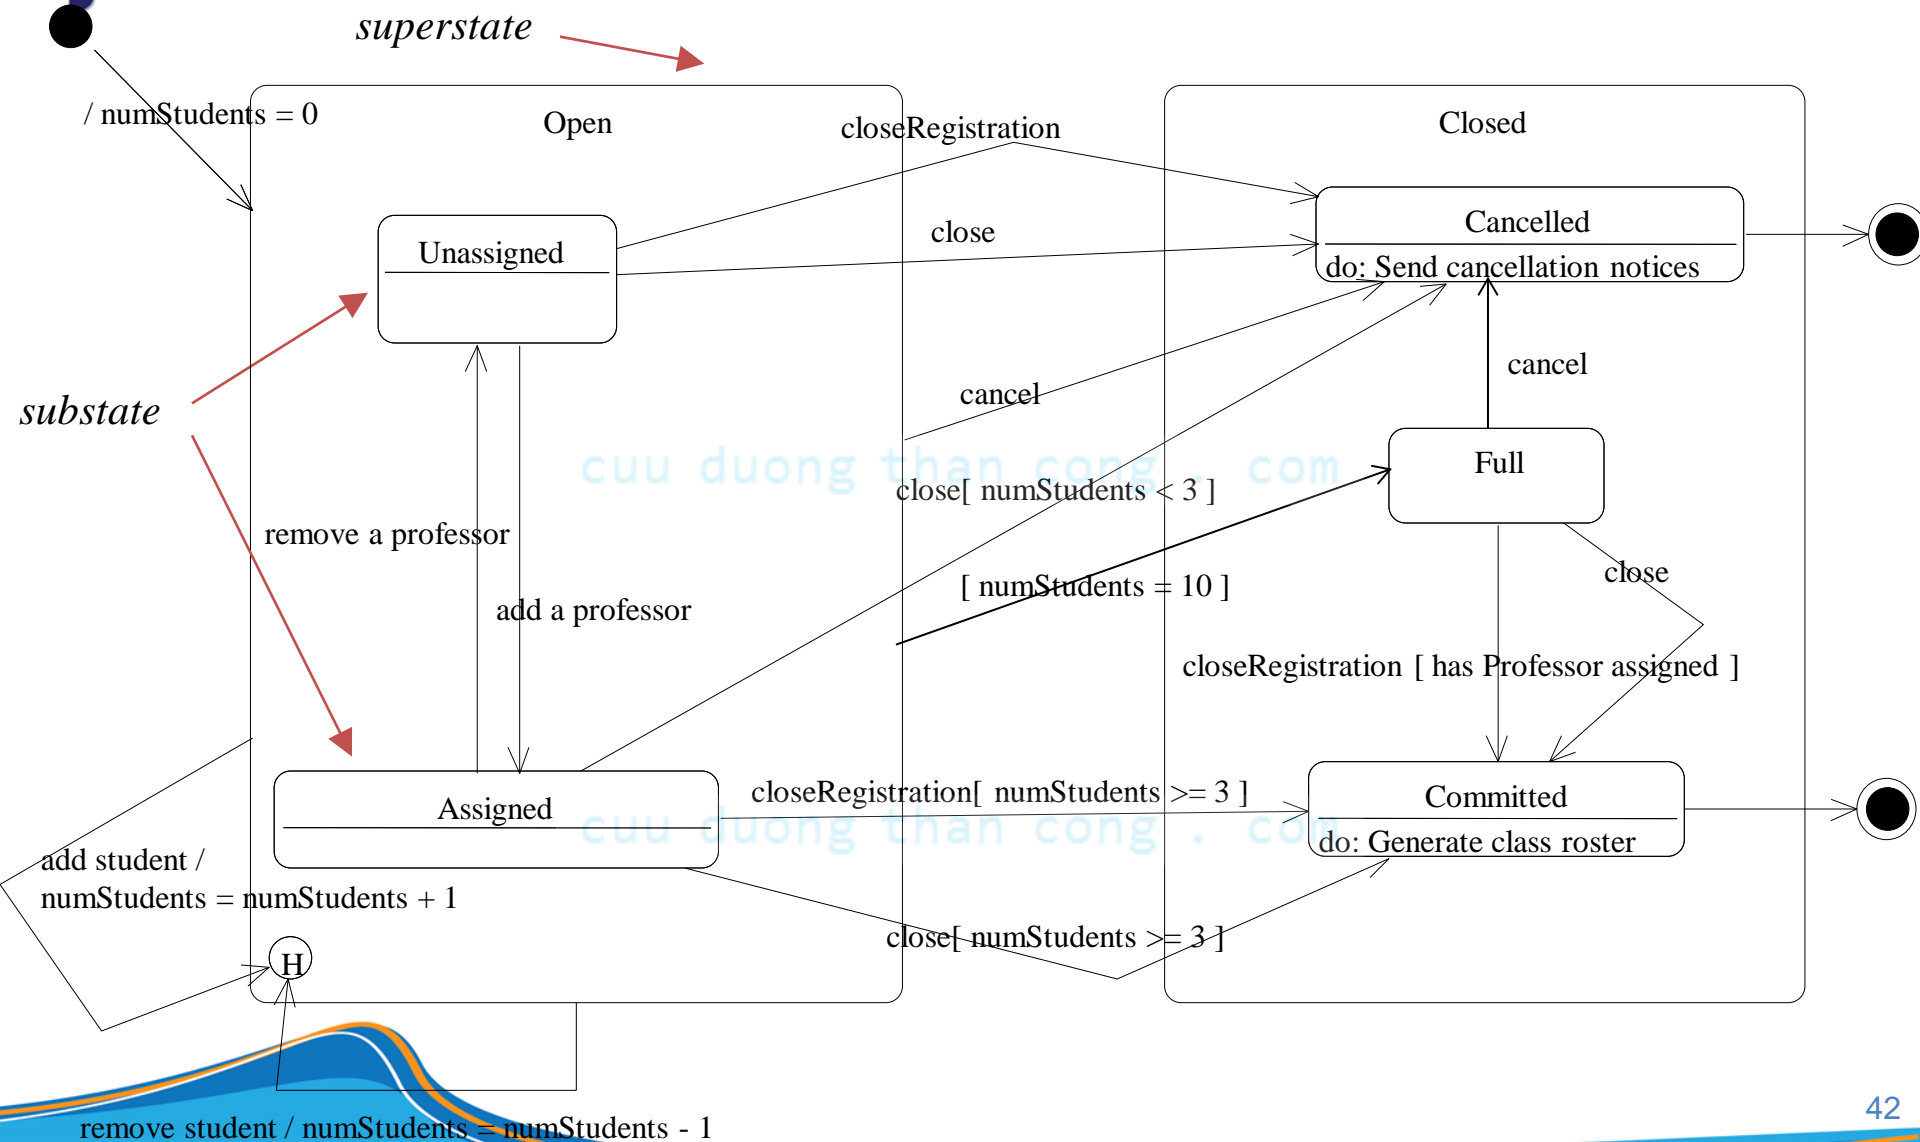 superstate
/ numStudents = 0
Open
closeRegistration
Closed
Unassigned
close
Cancelled
do: Send cancellation notices
cancel
cancel
substate
cuu duong than cong . com
Full
close[ numStudents < 3 ]
remove a professor
[ numStudents = 10 ]
close
add a professor
closeRegistration [ has Professor assigned ]
closeRegistration[ numStudents >= 3 ]
Assigned
Committed
cuu duong than cong . com
do: Generate class roster
add student /
numStudents = numStudents + 1
close[ numStudents >= 3 ]
H
remove student / numStudents = numStudents - 1
42